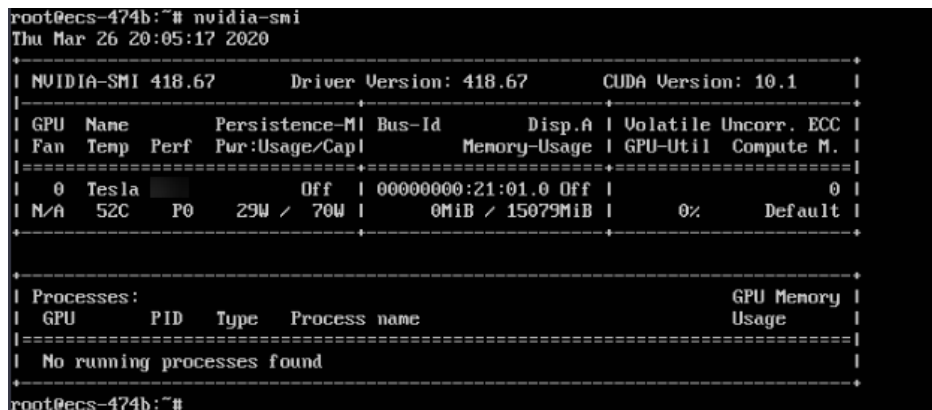 root@ecs-474b:~# nvidia-smi
Thu Mar 26 20:05:17 2020
+-----------------------------------------------------------------------------+
| NVIDIA-SMI 418.67       Driver Version: 418.67       CUDA Version: 10.1     |
|-------------------------------+----------------------+----------------------+
| GPU  Name        Persistence-M| Bus-Id        Disp.A | Volatile Uncorr. ECC |
| Fan  Temp  Perf  Pwr:Usage/Cap|         Memory-Usage | GPU-Util  Compute M. |
|===============================+======================+======================|
|   0  Tesla               Off  | 00000000:21:01.0 Off |                    0 |
| N/A   52C    P0    29W /  70W |      0MiB / 15079MiB |      0%      Default |
+-------------------------------+----------------------+----------------------+

+-----------------------------------------------------------------------------+
| Processes:                                                       GPU Memory |
|  GPU       PID   Type   Process name                             Usage      |
|=============================================================================|
|  No running processes found                                                 |
+-----------------------------------------------------------------------------+
root@ecs-474b:~#